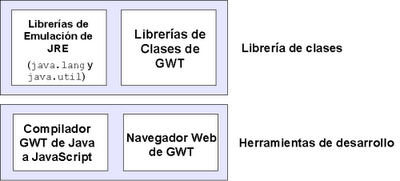 Librerías de
Emulación de
JRE
(java.lang y
java.util)
Librerías de
Clases de
GWT
Librería de clases
Compilador
GWT de Java
a JavaScript
Navegador Web
de GWT
Herramientas de desarrollo